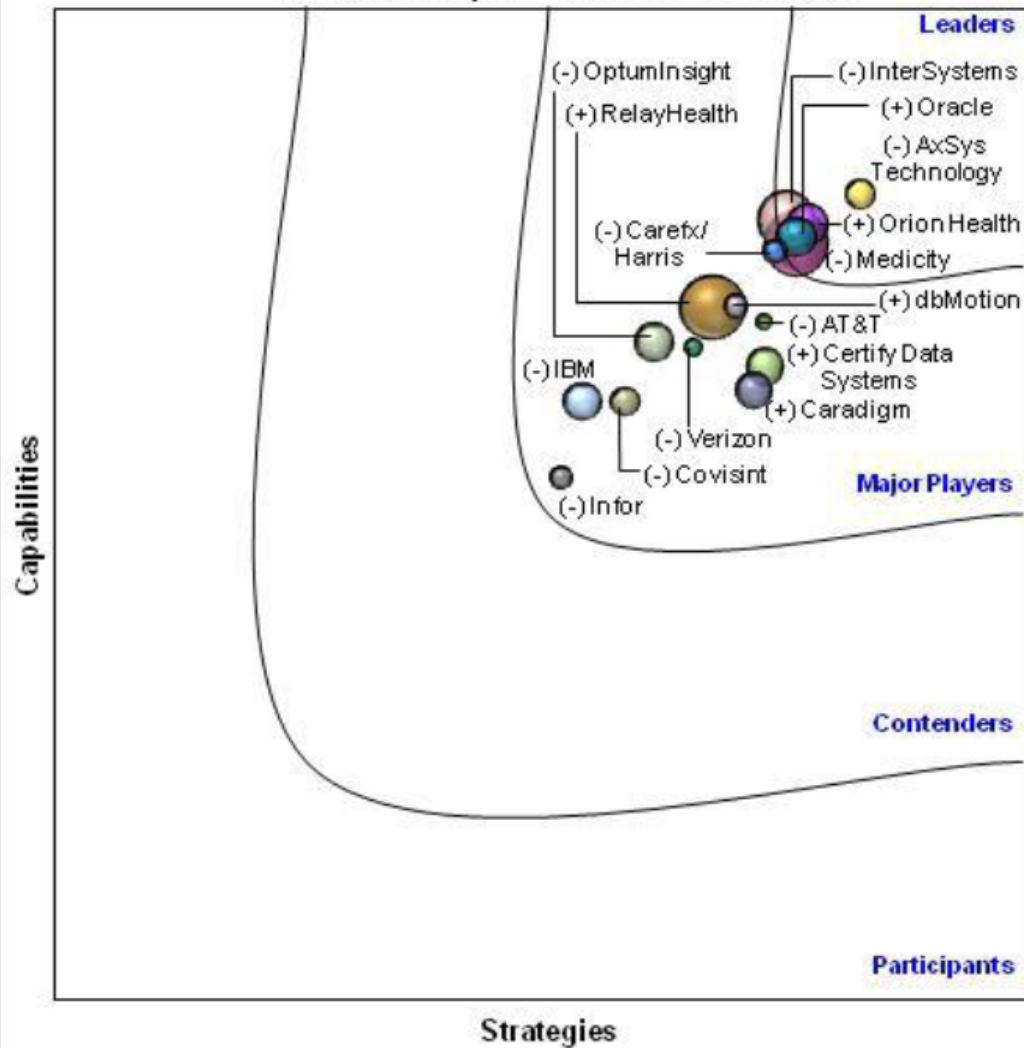 Leaders
(-) OptumInsight
(-) InterSystems
(+) RelayHealth
(+) Oracle
(-) AxSys
Technology
(-) Carefx/
Harris
(+) Orion Health
(-) Medicity
(+) dbMotion
(-) AT&T
(+) Certify Data
Systems
(-) IBM
(+) Caradigm
(-) Verizon
(-) Covisint
(-) Infor
Major Players
Contenders
Participants
Capabilities
Strategies